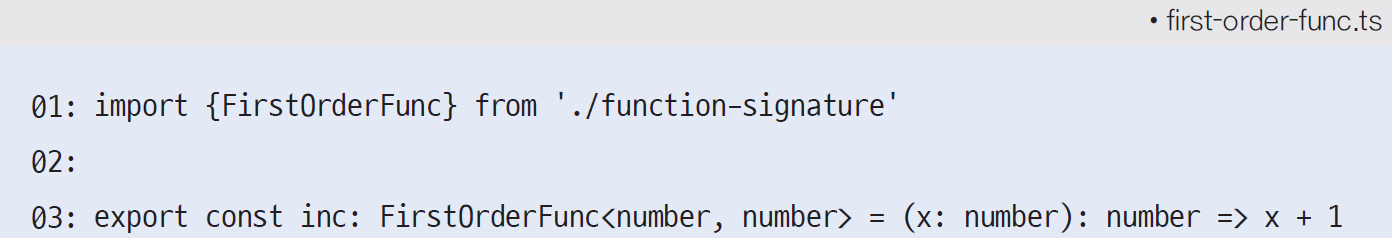 • first-order-func.ts
01: import {FirstOrderFunc} from './function-signature'
02:
03: export const inc: FirstOrderFunc<number, number> = (x: number): number => x + 1